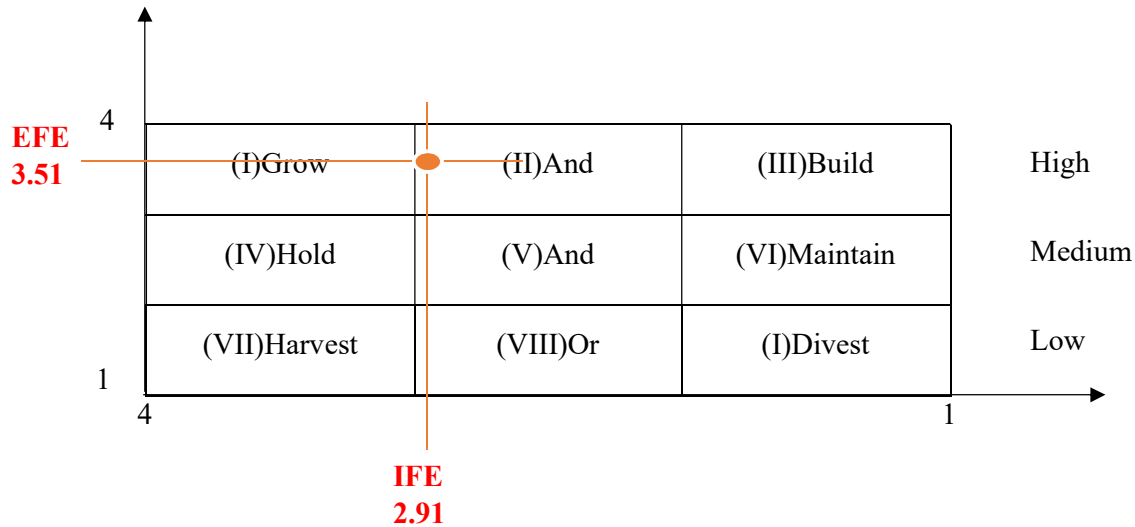 4
EFE
3.51
(I)Grow
(II)And
(III)Build
High
(IV)Hold
(V)And
(VI)Maintain
Medium
(VII)Harvest
(VIII)Or
(I)Divest
Low
1
4
1
IFE
2.91